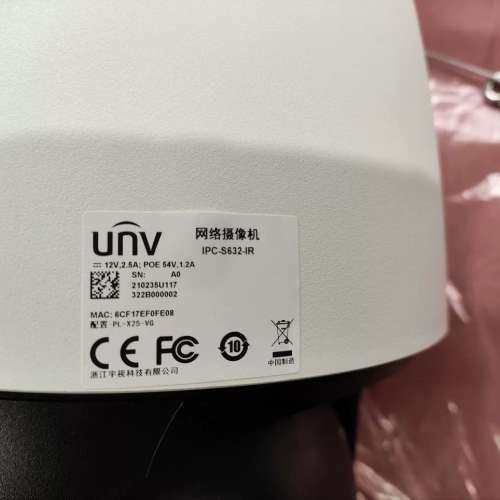 unv 网络摄像机
IPC-S632-IR
12V,2.5A; POE 54V,1.2A
SN: A0
210235U117
322B000002
MAC: 6CF17EF0FE08
配置 PL-X25-VG
CE FC 10
浙江宇视科技有限公司 中国制造